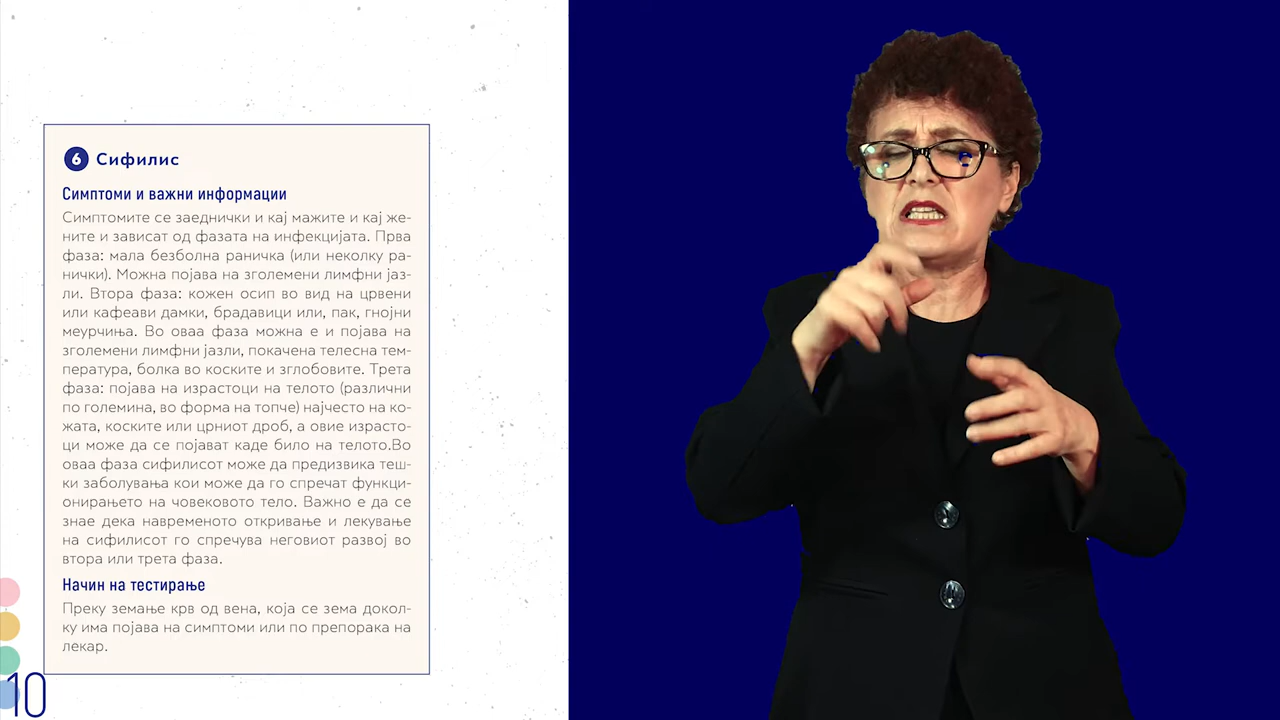 6 Сифилис
Симптоми и важни информации
Симптомите се заеднички и кај мажите и кај же-
ните и зависат од фазата на инфекцијата. Прва
фаза: мала безболна раничка (или неколку ра-
нички). Можна појава на зголемени лимфни јаз-
ли. Втора фаза: кожен осип во вид на црвени
или кафеави дамки, брадавици или, пак, гнојни
меурчиња. Во оваа фаза можна е и појава на
зголемени лимфни јазли, покачена телесна тем-
пература, болка во коските и зглобовите. Трета
фаза: појава на израстоци на телото (различни
по големина, во форма на топче) најчесто на ко-
жата, коските или црниот дроб, а овие израсто-
ци може да се појават каде било на телото.Во
оваа фаза сифилисот може да предизвика теш-
ки заболувања кои може да го спречат функци-
онирањето на човековото тело. Важно е да се
знае дека навременото откривање и лекување
на сифилисот го спречува неговиот развој во
втора или трета фаза.
Начин на тестирање
Преку земање крв од вена, која се зема докол-
ку има појава на симптоми или по препорака на
лекар.
10